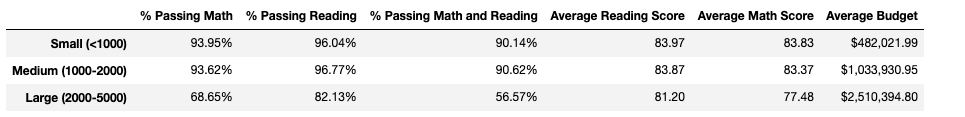 % Passing Math % Passing Reading % Passing Math and Reading Average Reading Score Average Math Score Average Budget
Small (<1000) 93.95% 96.04% 90.14% 83.97 83.83 $482,021.99
Medium (1000-2000) 93.62% 96.77% 90.62% 83.87 83.37 $1,033,930.95
Large (2000-5000) 68.65% 82.13% 56.57% 81.20 77.48 $2,510,394.80